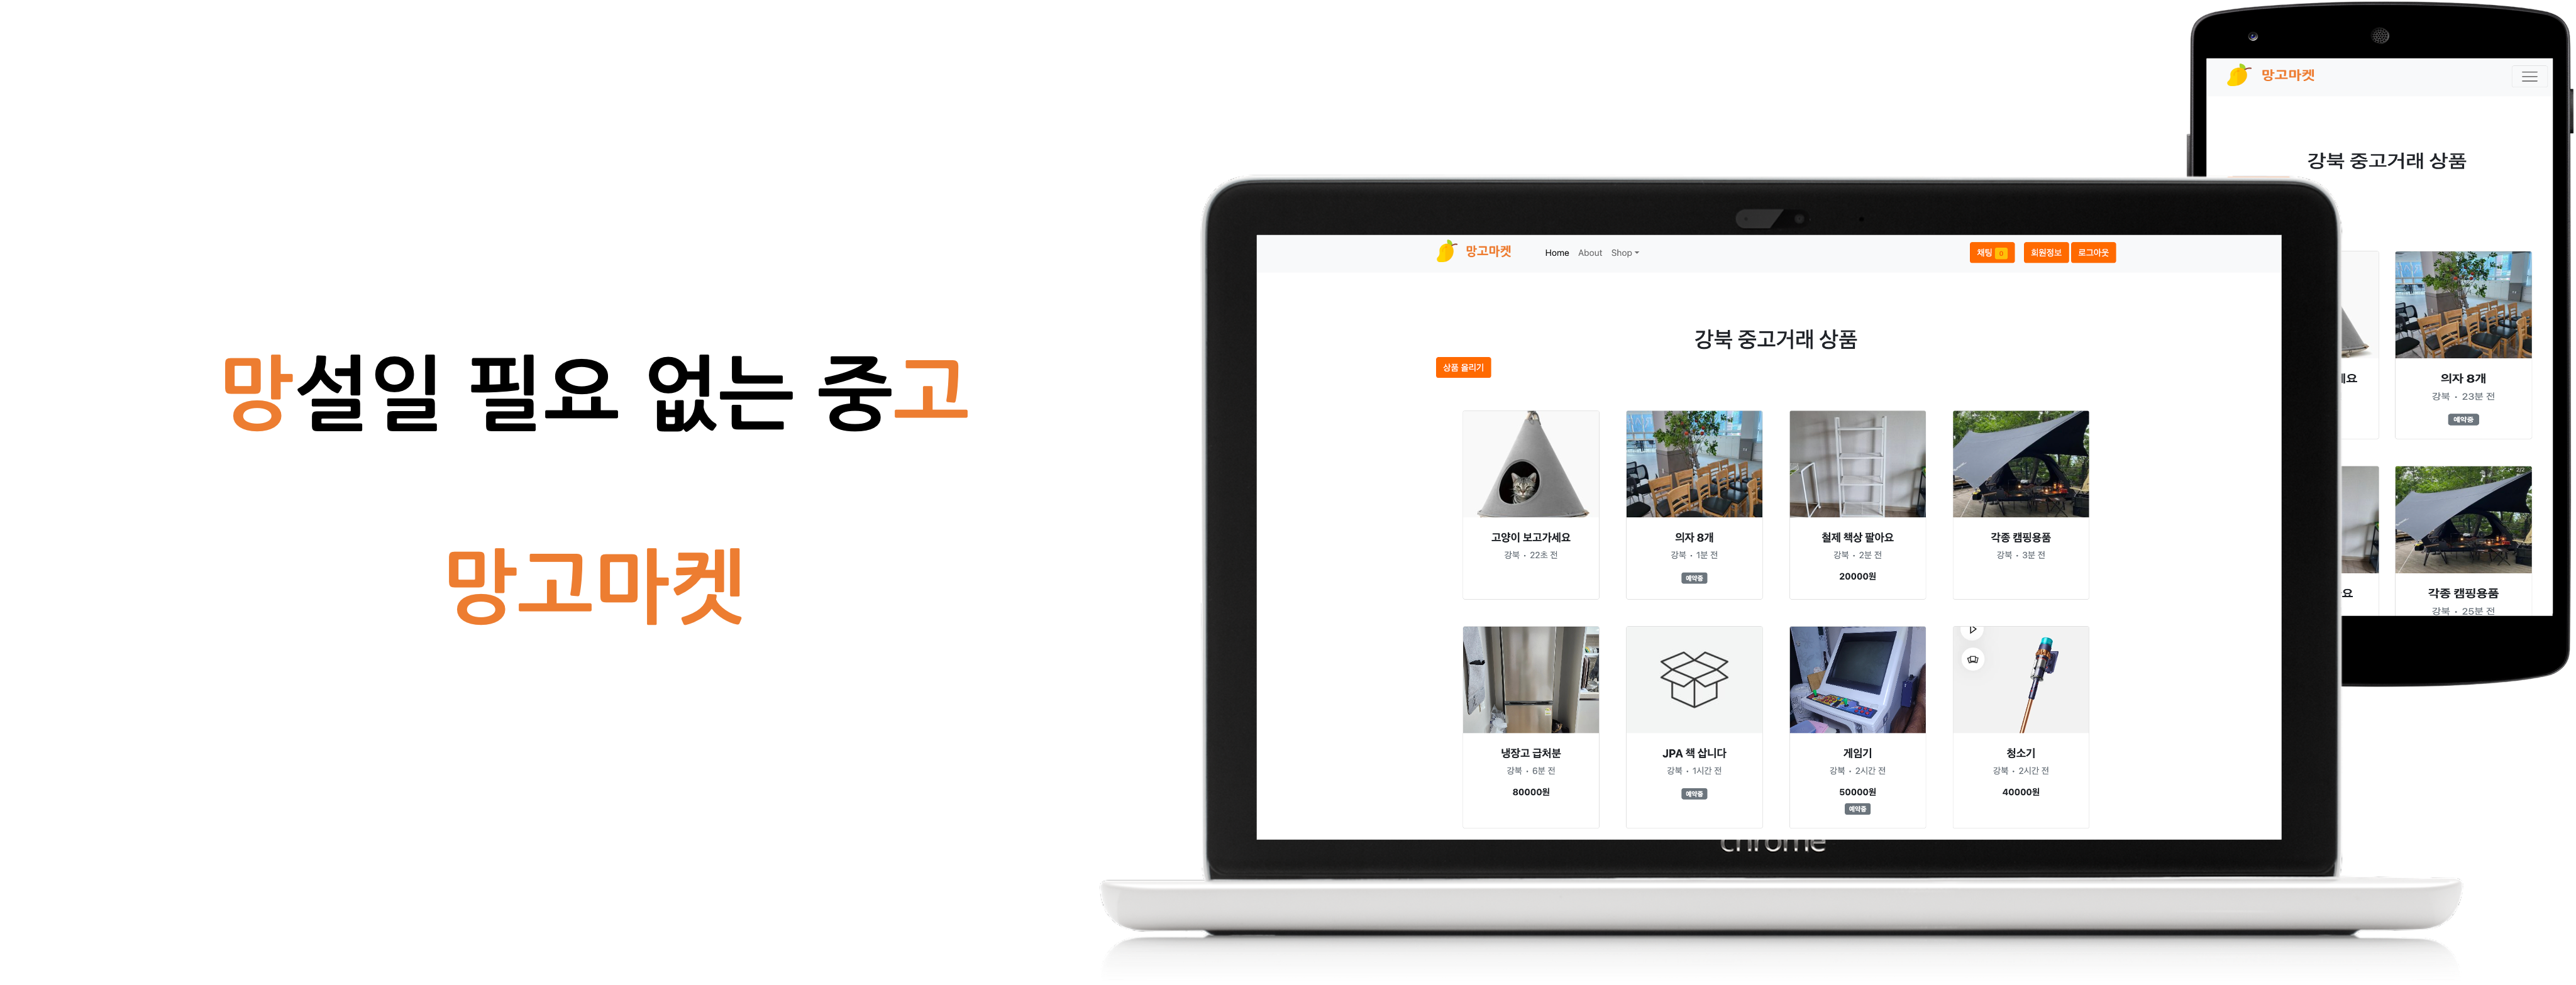 망설일 필요 없는 중고
망고마켓
망고마켓 Home About Shop 채팅 0 회원정보 로그아웃
강북 중고거래 상품
상품 올리기
고양이 보고가세요
강북 · 22초 전
의자 8개
강북 · 1분 전
예약중
철제 책상 팔아요
강북 · 2분 전
20000원
각종 캠핑용품
강북 · 3분 전
냉장고 급처분
강북 · 6분 전
80000원
JPA 책 삽니다
강북 · 1시간 전
예약중
게임기
강북 · 2시간 전
50000원
예약중
청소기
강북 · 2시간 전
40000원
chrome
망고마켓
강북 중고거래 상품
요
의자 8개
강북 · 23분 전
예약중
2/2
요
각종 캠핑용품
강북 · 25분 전